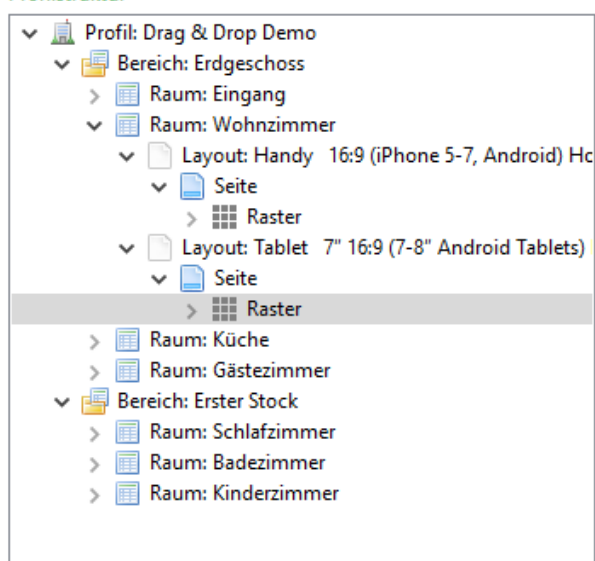 Profil: Drag & Drop Demo
Bereich: Erdgeschoss
Raum: Eingang
Raum: Wohnzimmer
Layout: Handy 16:9 (iPhone 5-7, Android) Hc
Seite
Raster
Layout: Tablet 7" 16:9 (7-8" Android Tablets)
Seite
Raster
Raum: Küche
Raum: Gästezimmer
Bereich: Erster Stock
Raum: Schlafzimmer
Raum: Badezimmer
Raum: Kinderzimmer